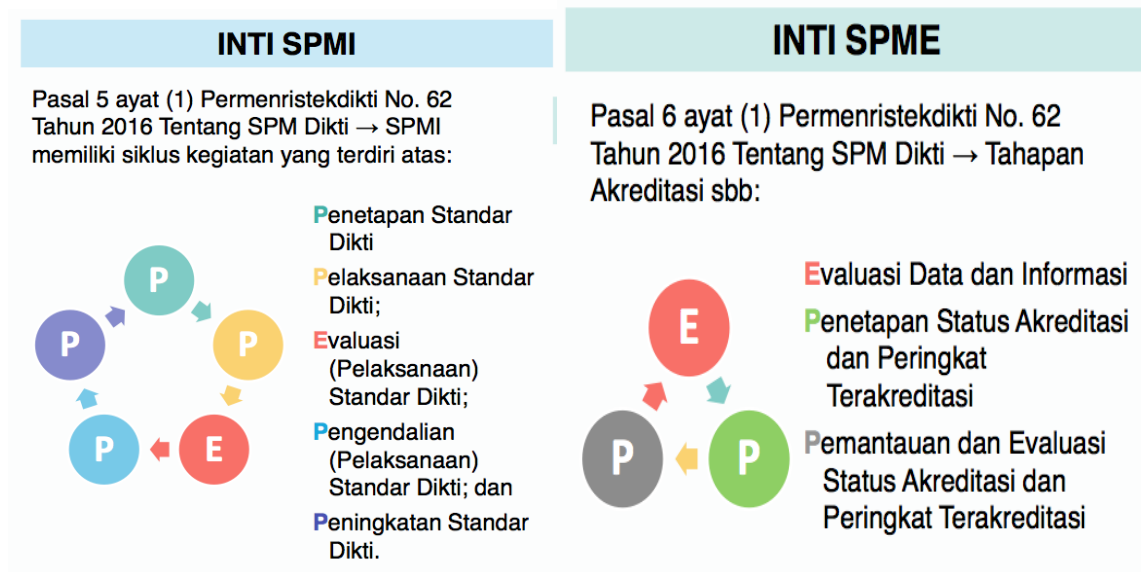 INTI SPMI
Pasal 5 ayat (1) Permenristekdikti No. 62
Tahun 2016 Tentang SPM Dikti → SPMI
memiliki siklus kegiatan yang terdiri atas:
P
P
E
P
P
Penetapan Standar
Dikti
Pelaksanaan Standar
Dikti;
Evaluasi
(Pelaksanaan)
Standar Dikti;
Pengendalian
(Pelaksanaan)
Standar Dikti; dan
Peningkatan Standar
Dikti.
INTI SPME
Pasal 6 ayat (1) Permenristekdikti No. 62
Tahun 2016 Tentang SPM Dikti → Tahapan
Akreditasi sbb:
E
P
P
Evaluasi Data dan Informasi
Penetapan Status Akreditasi
dan Peringkat
Terakreditasi
Pemantauan dan Evaluasi
Status Akreditasi dan
Peringkat Terakreditasi